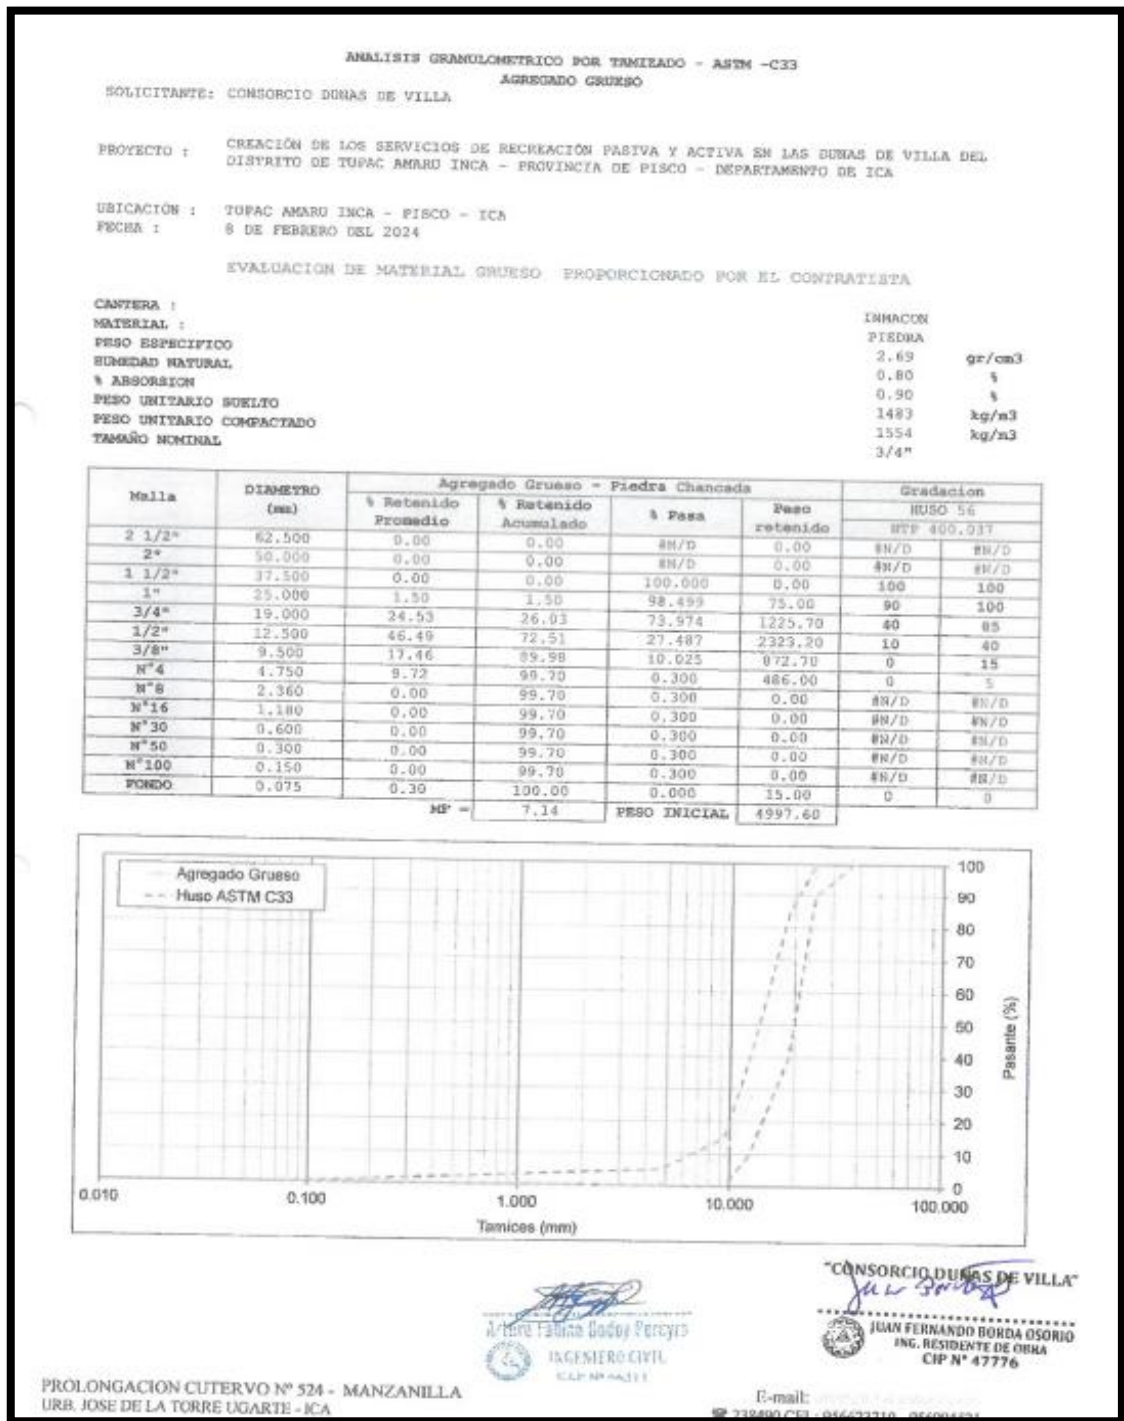 ANALISIS GRANULOMETRICO POR TAMIZADO - ASTM -C33
AGREGADO GRUESO
SOLICITANTE: CONSORCIO DUNAS DE VILLA
PROYECTO : CREACIÓN DE LOS SERVICIOS DE RECREACIÓN PASIVA Y ACTIVA EN LAS DUNAS DE VILLA DEL
DISTRITO DE TUPAC AMARU INCA - PROVINCIA DE PISCO - DEPARTAMENTO DE ICA
UBICACIÓN : TUPAC AMARU INCA - PISCO - ICA
FECHA : 8 DE FEBRERO DEL 2024
EVALUACION DE MATERIAL GRUESO PROPORCIONADO POR EL CONTRATISTA
CANTERA : INMACON
MATERIAL : PIEDRA
PESO ESPECIFICO 2.69 gr/cm3
HUMEDAD NATURAL 0.80 %
% ABSORSION 0.90 %
PESO UNITARIO SUELTO 1483 kg/m3
PESO UNITARIO COMPACTADO 1554 kg/m3
TAMAÑO NOMINAL 3/4"
Malla DIAMETRO (mm) Agregado Grueso - Piedra Chancada Gradacion
% Retenido Promedio % Retenido Acumulado % Pasa Peso retenido HUSO 56
NTP 400.037
2 1/2" 62.500 0.00 0.00 #N/D 0.00 #N/D #N/D
2" 50.000 0.00 0.00 #N/D 0.00 #N/D #N/D
1 1/2" 37.500 0.00 0.00 100.000 0.00 100 100
1" 25.000 1.50 1.50 98.499 75.00 90 100
3/4" 19.000 24.53 26.03 73.974 1225.70 40 85
1/2" 12.500 46.49 72.51 27.487 2323.20 10 40
3/8" 9.500 17.46 89.98 10.025 872.70 0 15
N°4 4.750 9.72 99.70 0.300 486.00 0 5
N°8 2.360 0.00 99.70 0.300 0.00 #N/D #N/D
N°16 1.180 0.00 99.70 0.300 0.00 #N/D #N/D
N°30 0.600 0.00 99.70 0.300 0.00 #N/D #N/D
N°50 0.300 0.00 99.70 0.300 0.00 #N/D #N/D
N°100 0.150 0.00 99.70 0.300 0.00 #N/D #N/D
FONDO 0.075 0.30 100.00 0.000 15.00 0 0
MF = 7.14 PESO INICIAL 4997.60
Agregado Grueso
Huso ASTM C33
100
90
80
70
60
50
40
30
20
10
0
Pasante (%)
0.010 0.100 1.000 10.000 100.000
Tamices (mm)
"CONSORCIO DUNAS DE VILLA"
JUAN FERNANDO BORDA OSORIO
ING. RESIDENTE DE OBRA
CIP N° 47776
Godoy Pereyra
INGENIERO CIVIL
PROLONGACION CUTERVO Nº 524 - MANZANILLA
URB. JOSE DE LA TORRE UGARTE - ICA
E-mail: